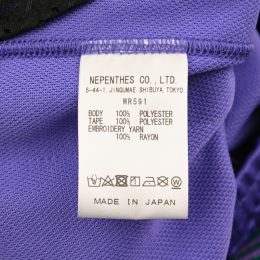 NEPENTHES CO., LTD.
5-44-1, JINGUMAE SHIBUYA, TOKYO
MR591
BODY 100% POLYESTER
TAPE 100% POLYESTER
EMBROIDERY YARN
100% RAYON
MADE IN JAPAN